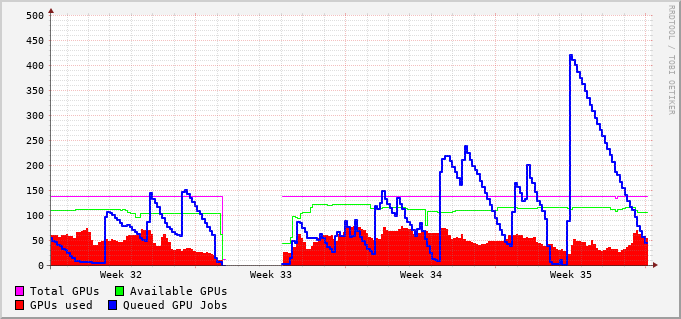 500
450
400
350
300
250
200
150
100
50
0
Week 32 Week 33 Week 34 Week 35
Total GPUs Available GPUs
GPUs used Queued GPU Jobs
RRDTOOL / TOBI OETIKER